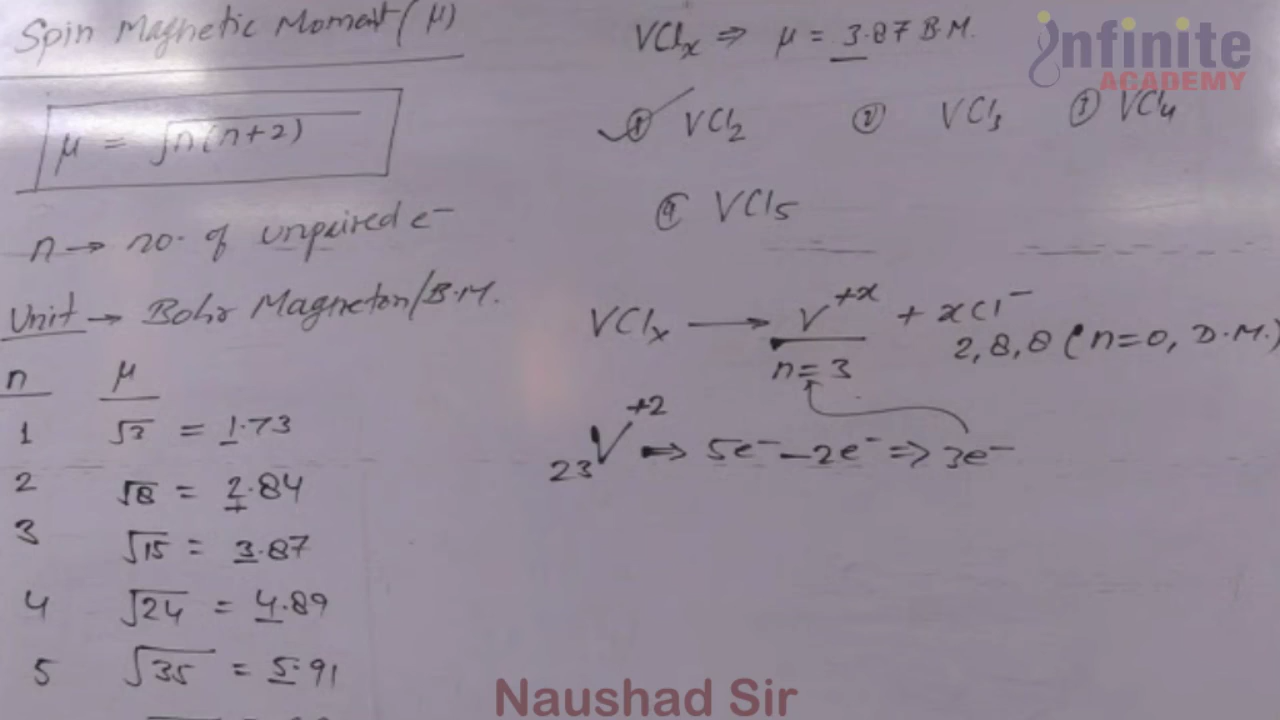 Spin Magnetic Moment (μ)
μ = √n(n+2)
n → no. of unpaired e⁻
Unit → Bohr Magneton/B.M.
n μ
1 √3 = 1.73
2 √8 = 2.84
3 √15 = 3.87
4 √24 = 4.89
5 √35 = 5.91
VClₓ ⇒ μ = 3.87 B.M.
① VCl₂ ② VCl₃ ③ VCl₄
④ VCl₅
VClₓ → V⁺ˣ + xCl⁻
n = 3 2,8,8 (n=0, D.M.)
₂₃V⁺² ⇒ 5e⁻ – 2e⁻ ⇒ 3e⁻
infinite
ACADEMY
Naushad Sir